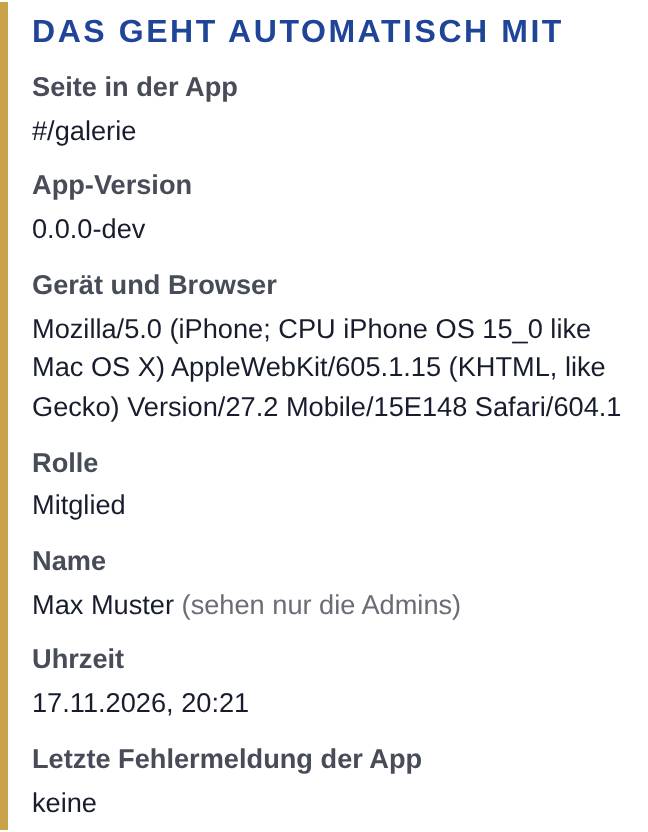 DAS GEHT AUTOMATISCH MIT
Seite in der App
#/galerie
App-Version
0.0.0-dev
Gerät und Browser
Mozilla/5.0 (iPhone; CPU iPhone OS 15_0 like
Mac OS X) AppleWebKit/605.1.15 (KHTML, like
Gecko) Version/27.2 Mobile/15E148 Safari/604.1
Rolle
Mitglied
Name
Max Muster (sehen nur die Admins)
Uhrzeit
17.11.2026, 20:21
Letzte Fehlermeldung der App
keine